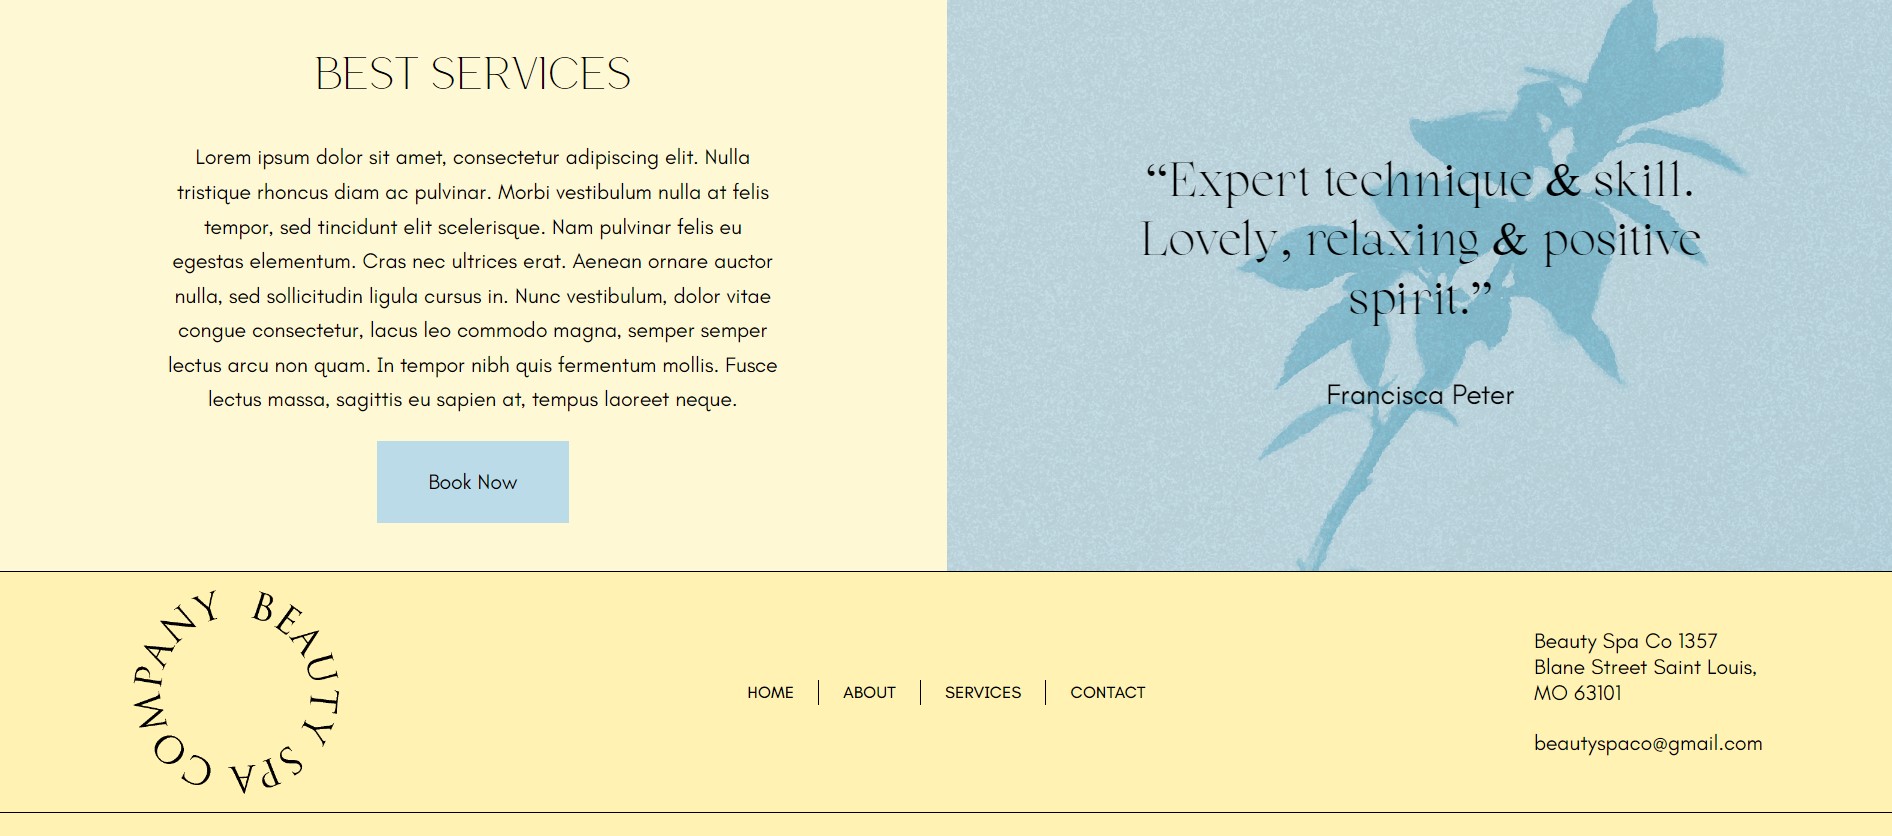 BEST SERVICES
Lorem ipsum dolor sit amet, consectetur adipiscing elit. Nulla
tristique rhoncus diam ac pulvinar. Morbi vestibulum nulla at felis
tempor, sed tincidunt elit scelerisque. Nam pulvinar felis eu
egestas elementum. Cras nec ultrices erat. Aenean ornare auctor
nulla, sed sollicitudin ligula cursus in. Nunc vestibulum, dolor vitae
congue consectetur, lacus leo commodo magna, semper semper
lectus arcu non quam. In tempor nibh quis fermentum mollis. Fusce
lectus massa, sagittis eu sapien at, tempus laoreet neque.
Book Now
“Expert technique & skill.
Lovely, relaxing & positive
spirit.”
Francisca Peter
BEAUTY SPA COMPANY
HOME
ABOUT
SERVICES
CONTACT
Beauty Spa Co 1357
Blane Street Saint Louis,
MO 63101
beautyspaco@gmail.com